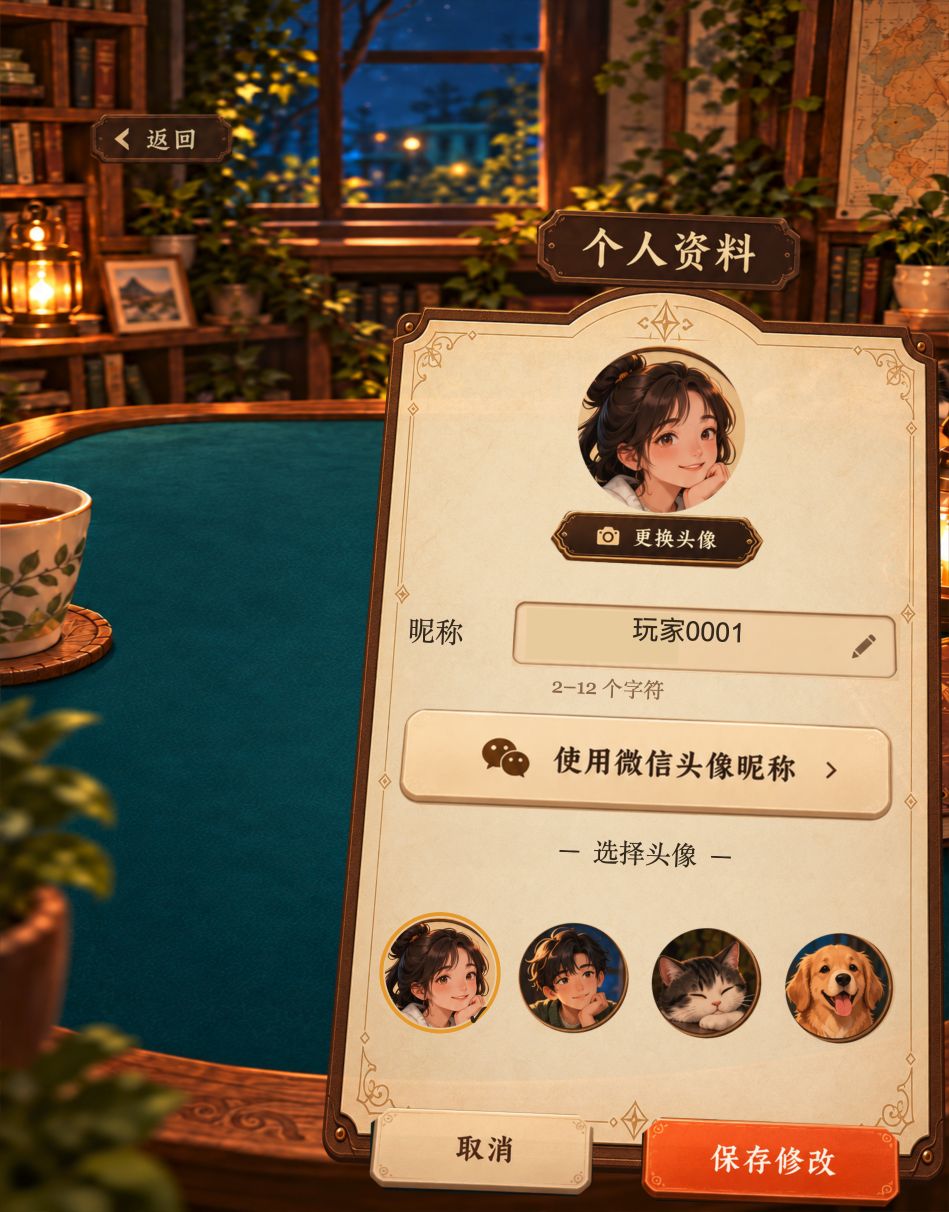 返回
个人资料
更换头像
昵称
玩家0001
2–12 个字符
使用微信头像昵称
— 选择头像 —
取消
保存修改